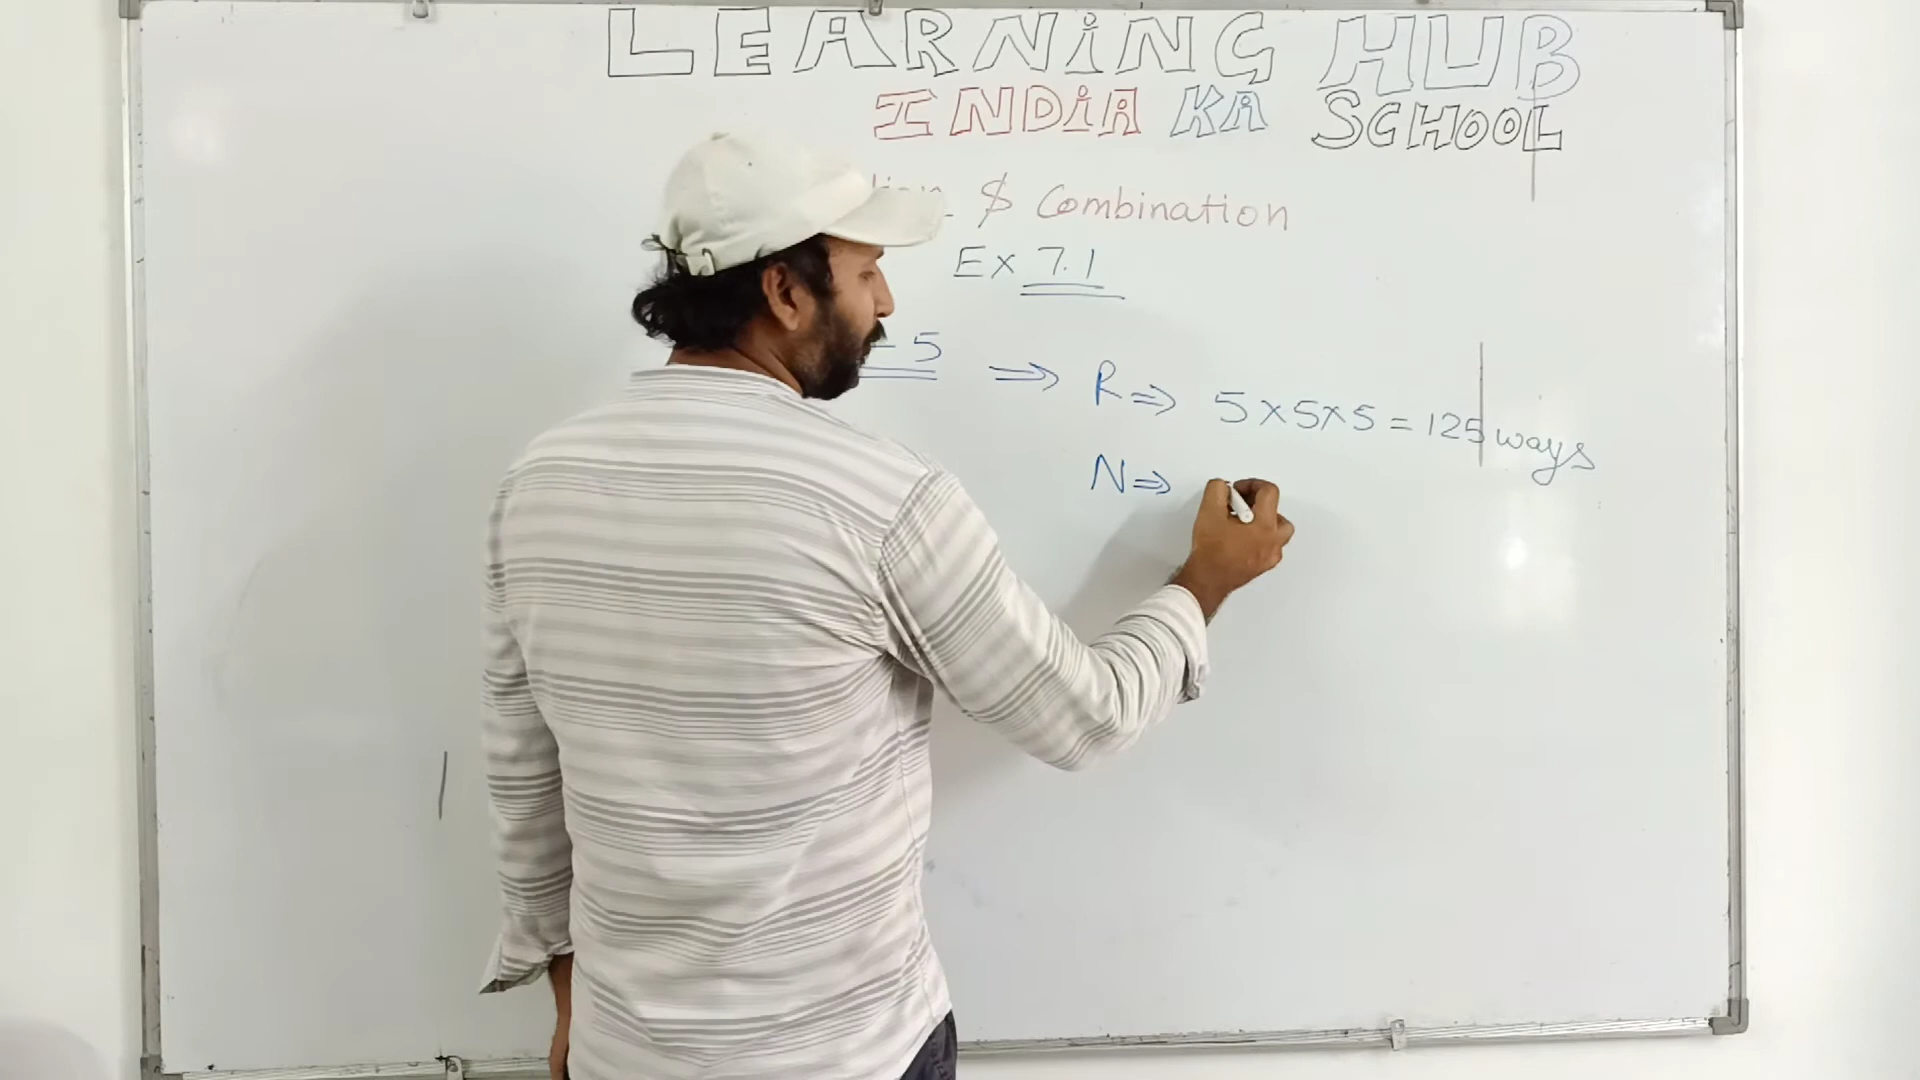 LEARNING HUB
INDIA KA SCHOOL
& Combination
Ex 7.1
- 5 ⇒ R ⇒ 5×5×5 = 125 ways
N ⇒